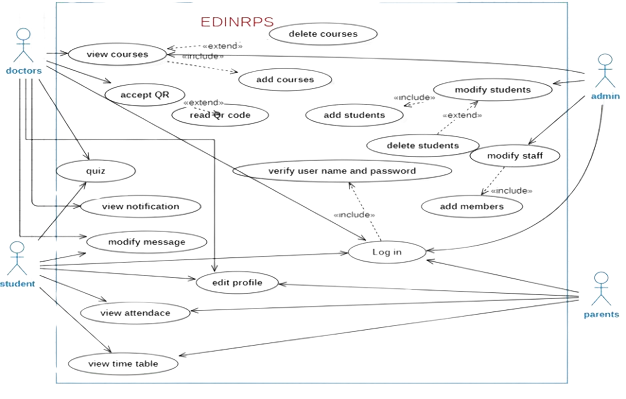 EDINRPS
delete courses
view courses
«extend»
«include»
doctors
add courses
admin
accept QR
modify students
«include»
«extend»
read Qr code
add students
«extend»
delete students
modify staff
quiz
verify user name and password
«include»
view notification
add members
«include»
modify message
Log in
student
edit profile
parents
view attendace
view time table